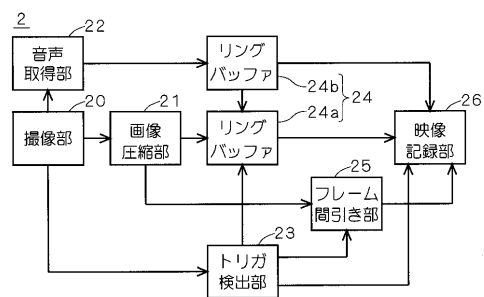 2
22
音声
取得部
リング
バッファ
24b
24
24a
20
撮像部
21
画像
圧縮部
リング
バッファ
26
映像
記録部
25
フレーム
間引き部
23
トリガ
検出部